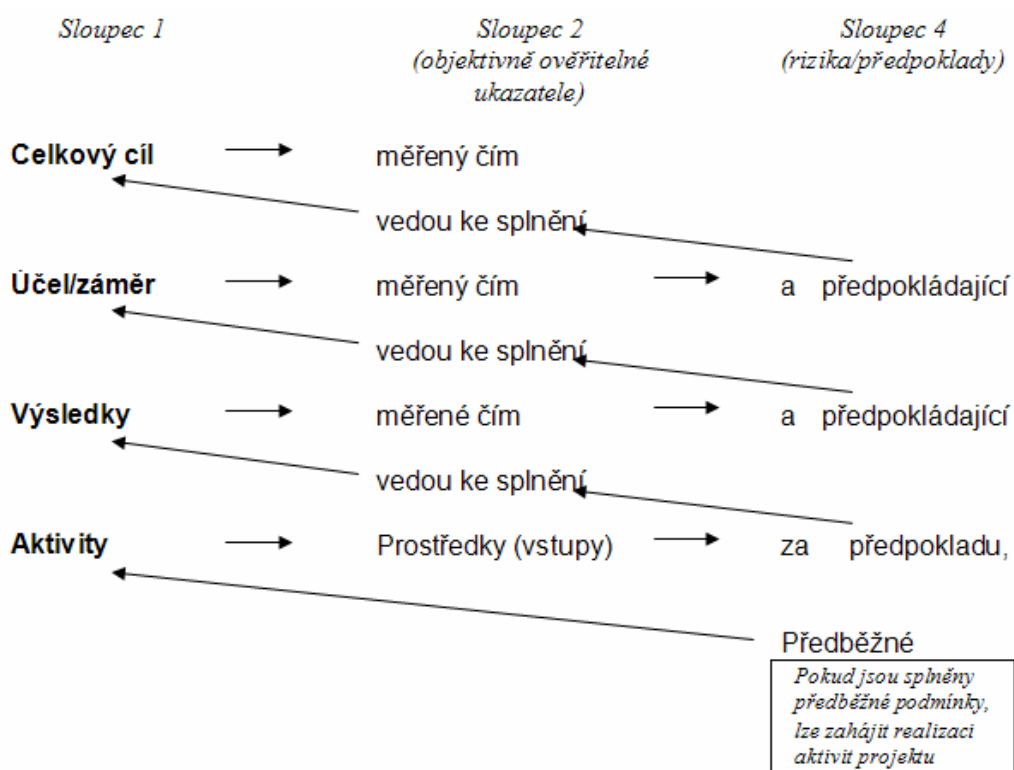 Sloupec 1 Sloupec 2 Sloupec 4
(objektivně ověřitelné (rizika/předpoklady)
ukazatele)
Celkový cíl měřený čím
vedou ke splnění
Účel/záměr měřený čím a předpokládající
vedou ke splnění
Výsledky měřené čím a předpokládající
vedou ke splnění
Aktivity Prostředky (vstupy) za předpokladu,
Předběžné
Pokud jsou splněny
předběžné podmínky,
lze zahájit realizaci
aktivit projektu